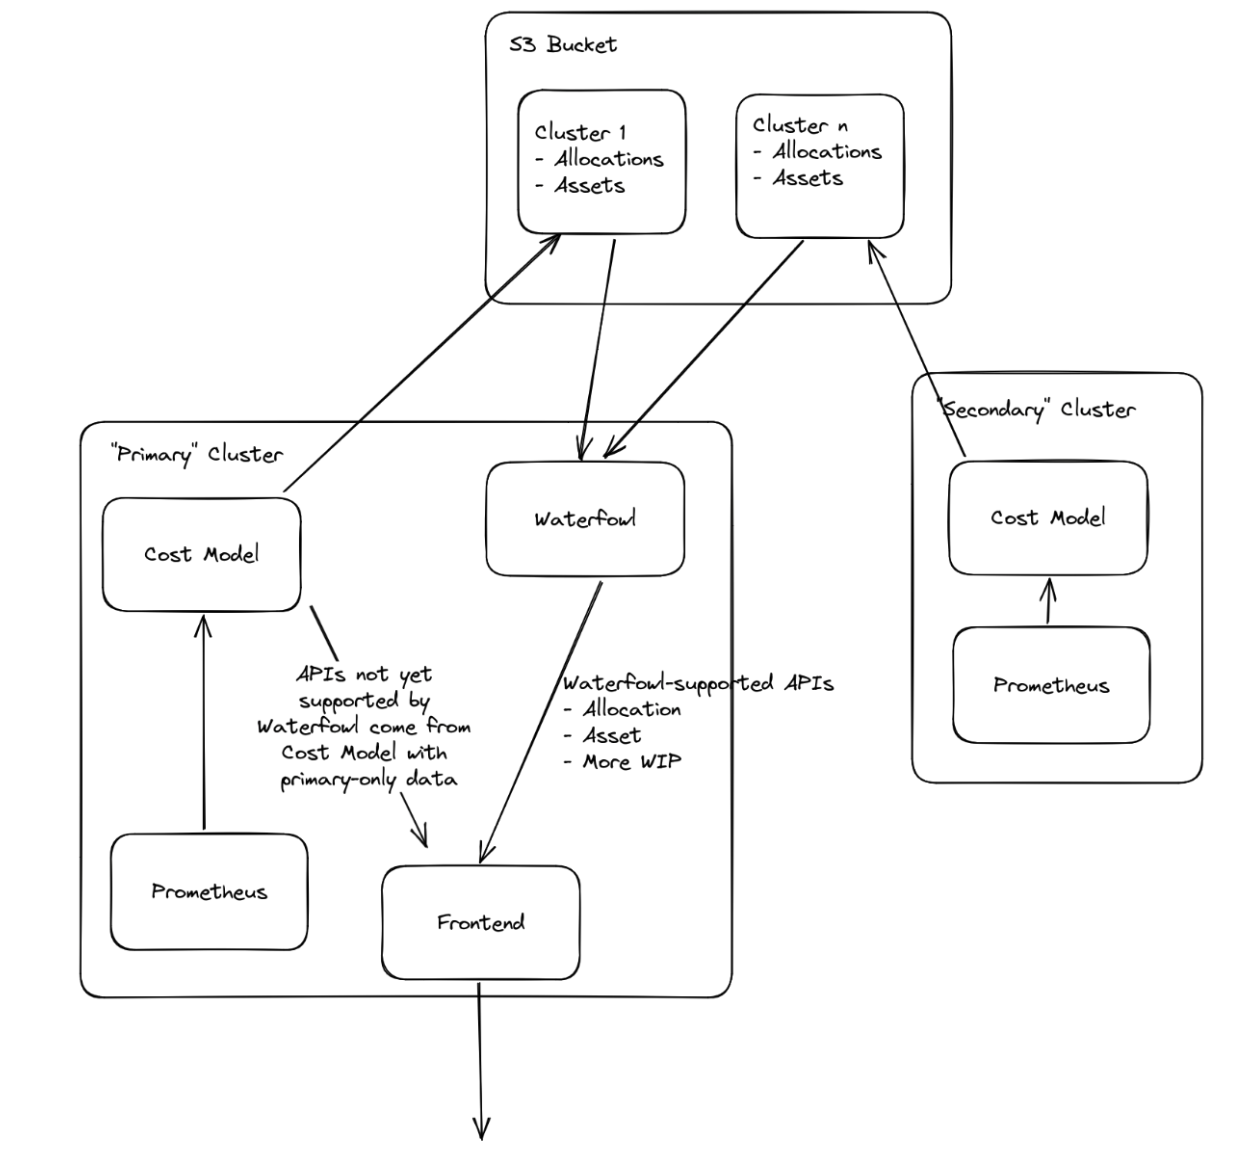 S3 Bucket
Cluster 1
- Allocations
- Assets
Cluster n
- Allocations
- Assets
"Primary" Cluster
Cost Model
Waterfowl
APIs not yet
supported by
Waterfowl come from
Cost Model with
primary-only data
Waterfowl-supported APIs
- Allocation
- Asset
- More WIP
Prometheus
Frontend
"Secondary" Cluster
Cost Model
Prometheus